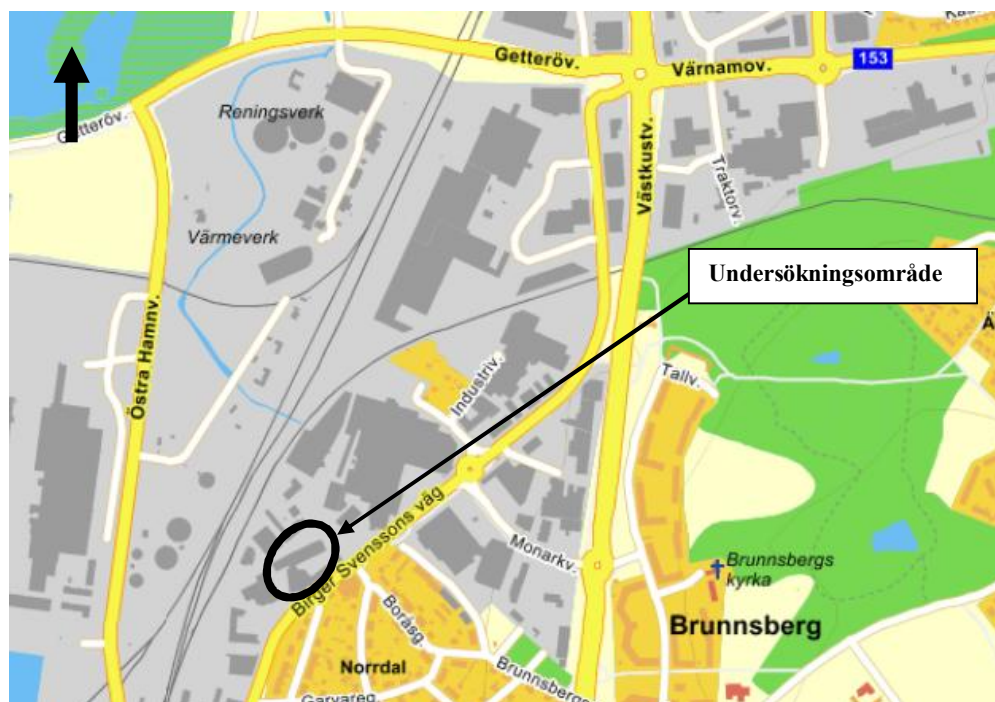 Getteröv.
Värnamov.
153
Getteröv.
Reningsverk
Västkustv.
Traktorv.
Värmeverk
Undersökningsområde
Östra Hamnv.
Industriv.
Tallv.
Birger Svenssons väg
Monarkv.
Brunnsbergs
kyrka
Brunnsberg
Boråsg.
Norrdal
Brunnsbergs
Garvareg.